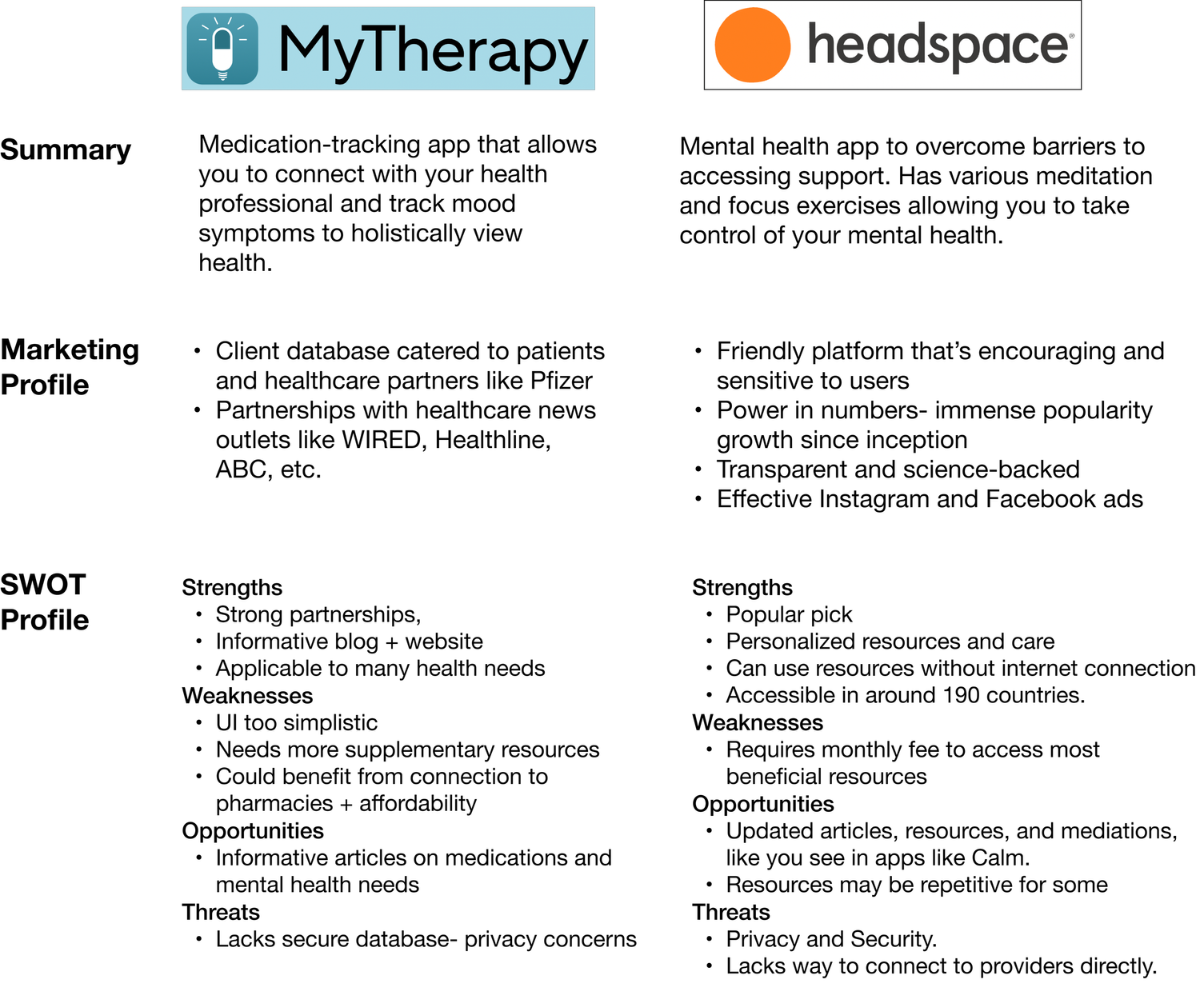 MyTherapy
headspace®
Summary
Medication-tracking app that allows
you to connect with your health
professional and track mood
symptoms to holistically view
health.
Mental health app to overcome barriers to
accessing support. Has various meditation
and focus exercises allowing you to take
control of your mental health.
Marketing
Profile
• Client database catered to patients
and healthcare partners like Pfizer
• Partnerships with healthcare news
outlets like WIRED, Healthline,
ABC, etc.
• Friendly platform that’s encouraging and
sensitive to users
• Power in numbers- immense popularity
growth since inception
• Transparent and science-backed
• Effective Instagram and Facebook ads
SWOT
Profile
Strengths
• Strong partnerships,
• Informative blog + website
• Applicable to many health needs
Weaknesses
• UI too simplistic
• Needs more supplementary resources
• Could benefit from connection to
pharmacies + affordability
Opportunities
• Informative articles on medications and
mental health needs
Threats
• Lacks secure database- privacy concerns
Strengths
• Popular pick
• Personalized resources and care
• Can use resources without internet connection
• Accessible in around 190 countries.
Weaknesses
• Requires monthly fee to access most
beneficial resources
Opportunities
• Updated articles, resources, and mediations,
like you see in apps like Calm.
• Resources may be repetitive for some
Threats
• Privacy and Security.
• Lacks way to connect to providers directly.